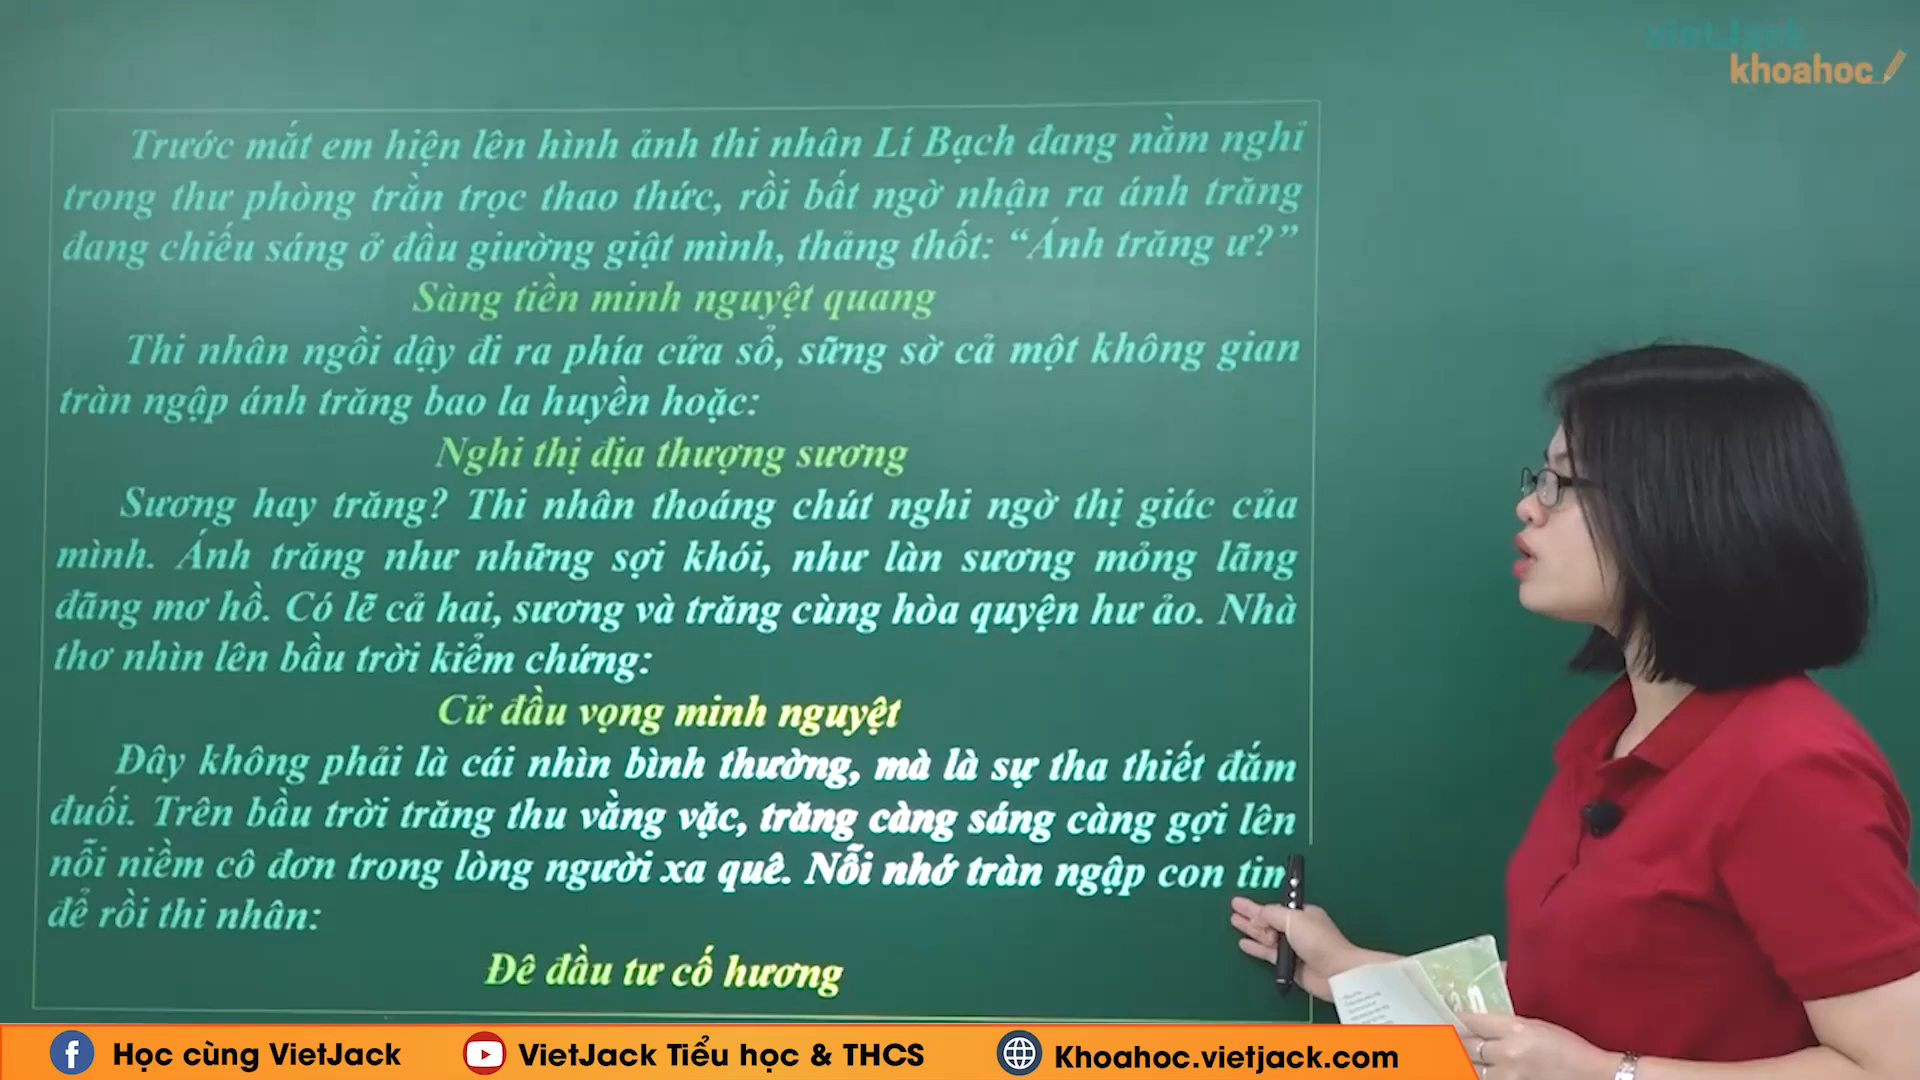 vietJack
khoahoc
Trước mắt em hiện lên hình ảnh thi nhân Lí Bạch đang nằm nghỉ
trong thư phòng trằn trọc thao thức, rồi bất ngờ nhận ra ánh trăng
đang chiếu sáng ở đầu giường giật mình, thảng thốt: “Ánh trăng ư?”
Sàng tiền minh nguyệt quang
Thi nhân ngồi dậy đi ra phía cửa sổ, sững sờ cả một không gian
tràn ngập ánh trăng bao la huyền hoặc:
Nghi thị địa thượng sương
Sương hay trăng? Thi nhân thoáng chút nghi ngờ thị giác của
mình. Ánh trăng như những sợi khói, như làn sương mỏng lãng
đãng mơ hồ. Có lẽ cả hai, sương và trăng cùng hòa quyện hư ảo. Nhà
thơ nhìn lên bầu trời kiểm chứng:
Cử đầu vọng minh nguyệt
Đây không phải là cái nhìn bình thường, mà là sự tha thiết đắm
đuối. Trên bầu trời trăng thu vằng vặc, trăng càng sáng càng gợi lên
nỗi niềm cô đơn trong lòng người xa quê. Nỗi nhớ tràn ngập con tim
để rồi thi nhân:
Đê đầu tư cố hương
Học cùng VietJack
VietJack Tiểu học & THCS
Khoahoc.vietjack.com